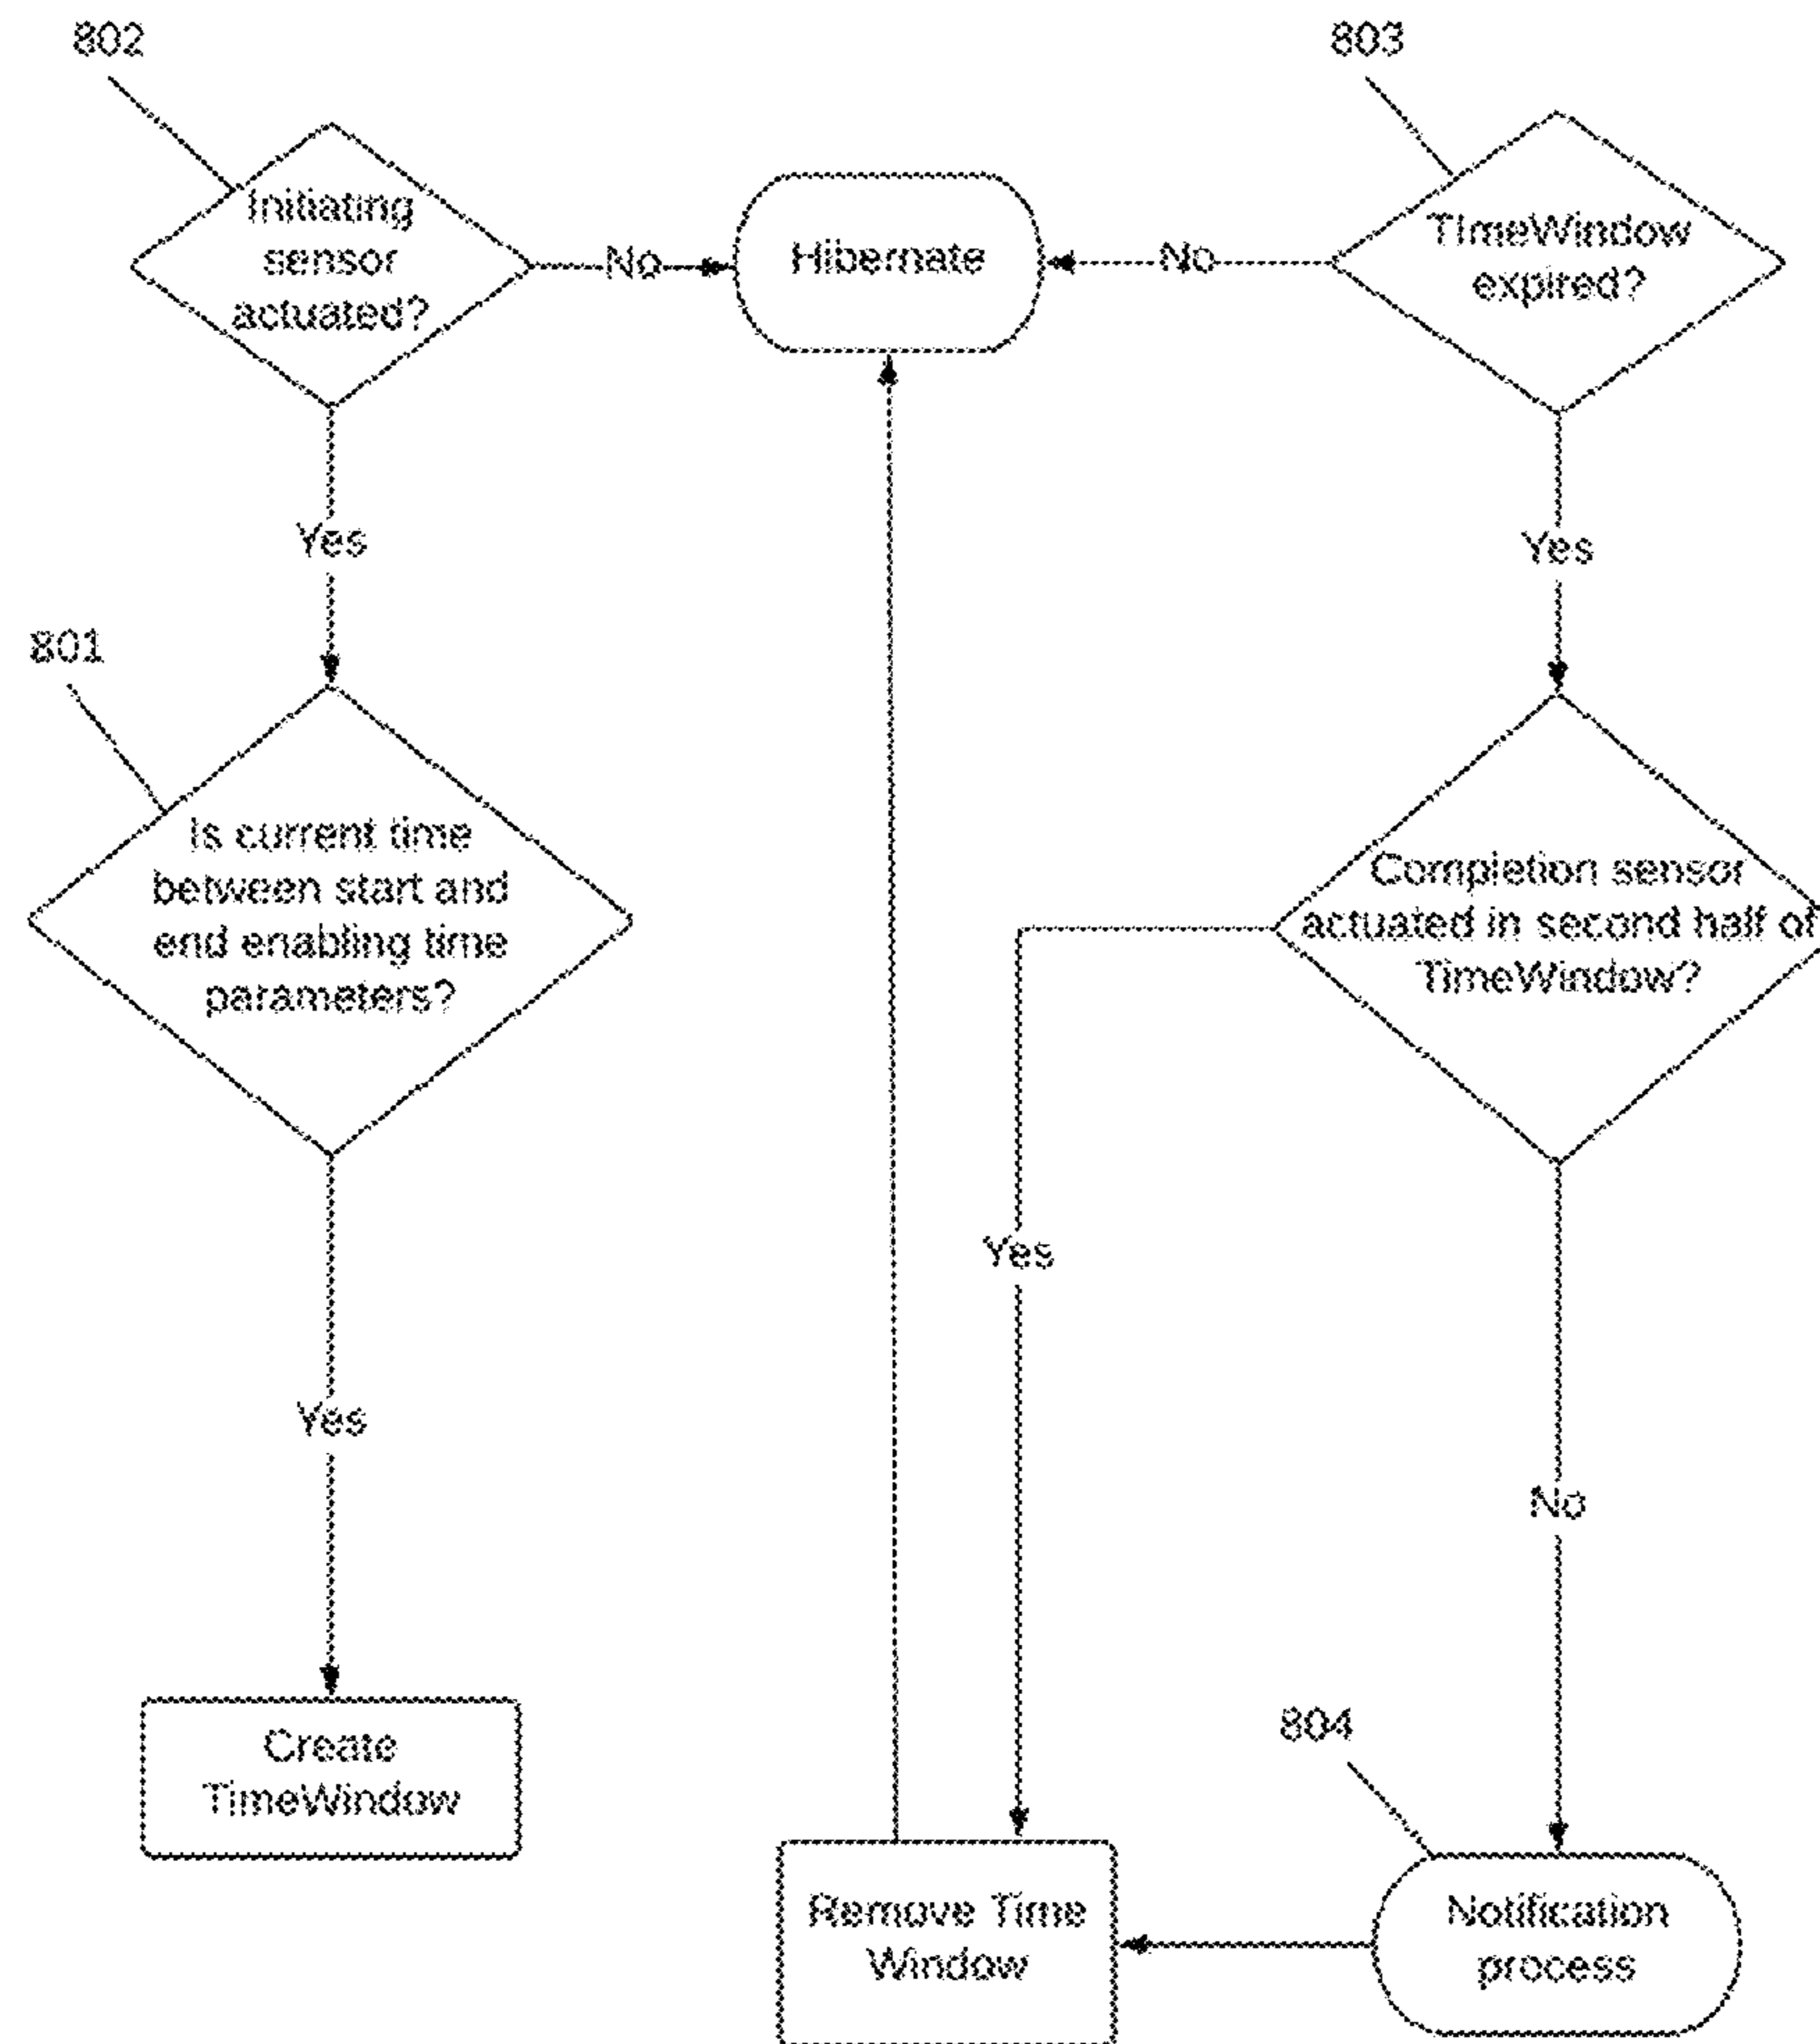 802
803
Initiating
sensor
actuated?
No
Hibernate
No
TImeWindow
expired?
Yes
Yes
801
Is current time
between start and
end enabling time
parameters?
Completion sensor
actuated in second half of
TimeWindow?
Yes
Yes
No
804
Create
TimeWindow
Remove Time
Window
Notification
process